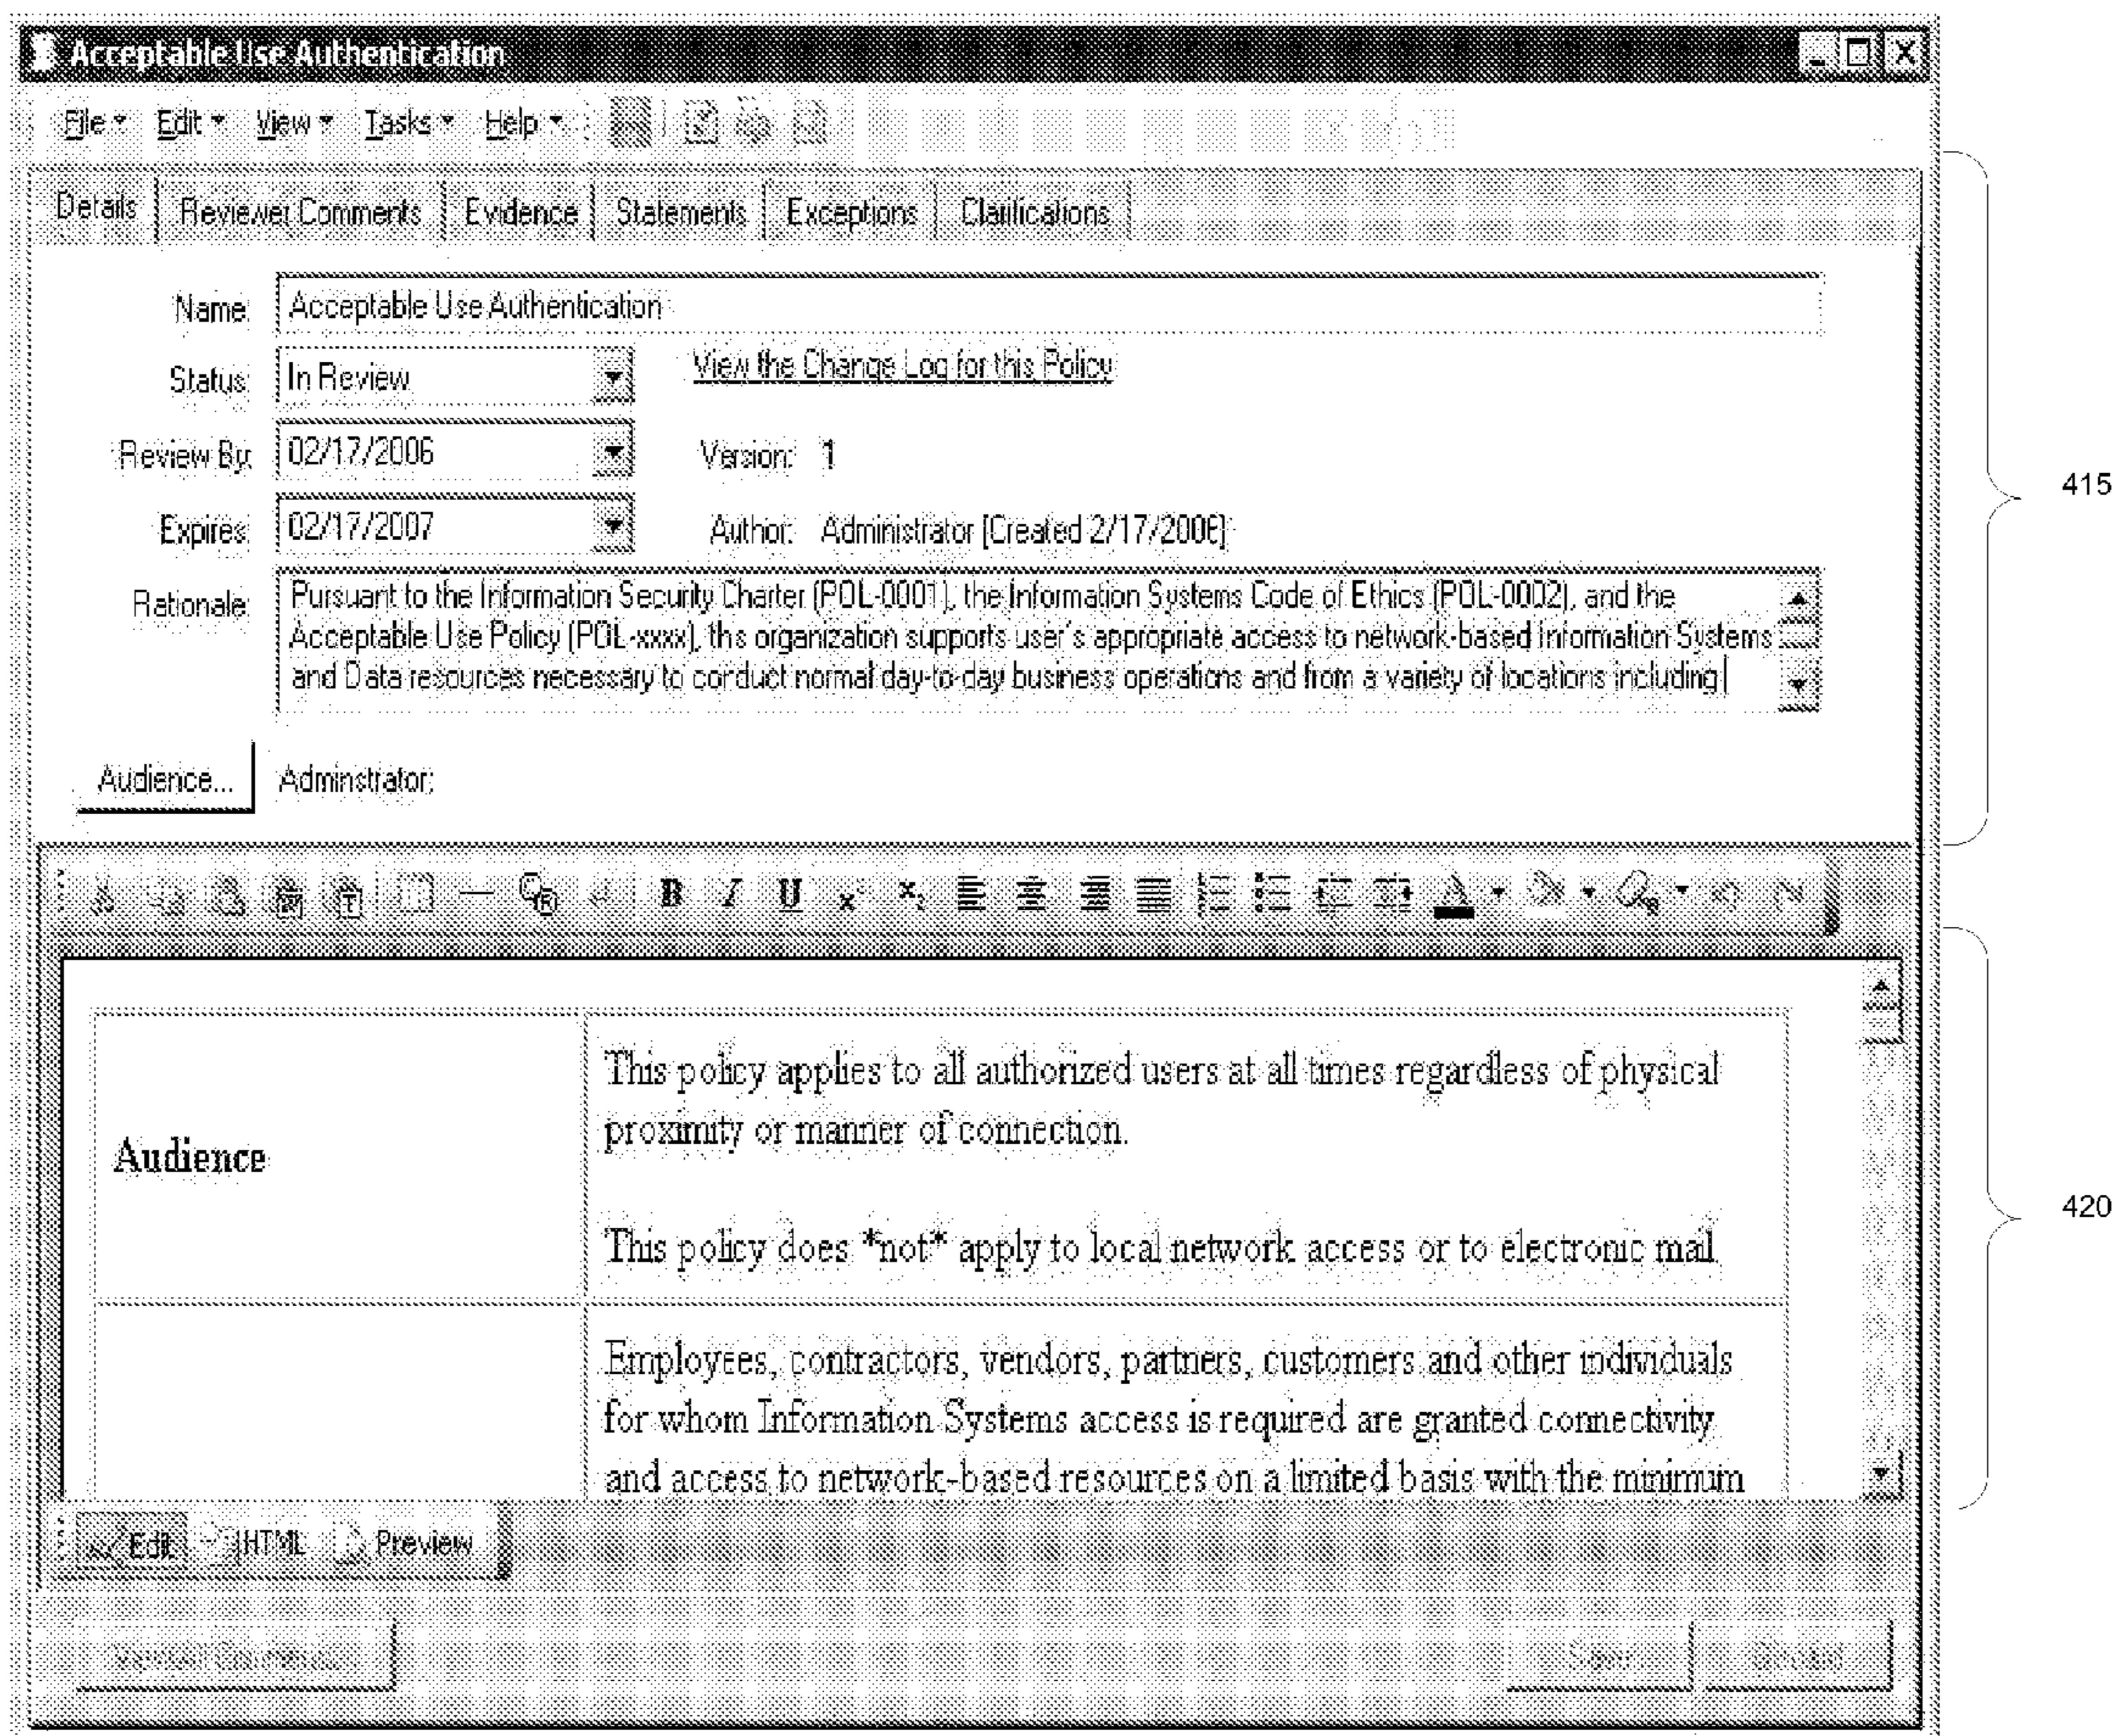 Acceptable Use Authentication
File Edit View Tasks Help
Details Reviewer Comments Evidence Statements Exceptions Clarifications
Name: Acceptable Use Authentication
Status: In Review View the Change Log for this Policy
Review By: 02/17/2006 Version: 1
Expires: 02/17/2007 Author: Administrator [Created 2/17/2006]
Rationale: Pursuant to the Information Security Charter (POL-0001), the Information Systems Code of Ethics (POL-0002), and the
Acceptable Use Policy (POL-xxxx), the organization supports user's appropriate access to network-based Information Systems
and Data resources necessary to conduct normal day-to-day business operations and from a variety of locations including
Audience... Adminstrator;
415
B I U x² x₂
Audience
This policy applies to all authorized users at all times regardless of physical
proximity or manner of connection.
This policy does *not* apply to local network access or to electronic mail.
420
Employees, contractors, vendors, partners, customers and other individuals
for whom Information Systems access is required are granted connectivity
and access to network-based resources on a limited basis with the minimum
Edit HTML Preview